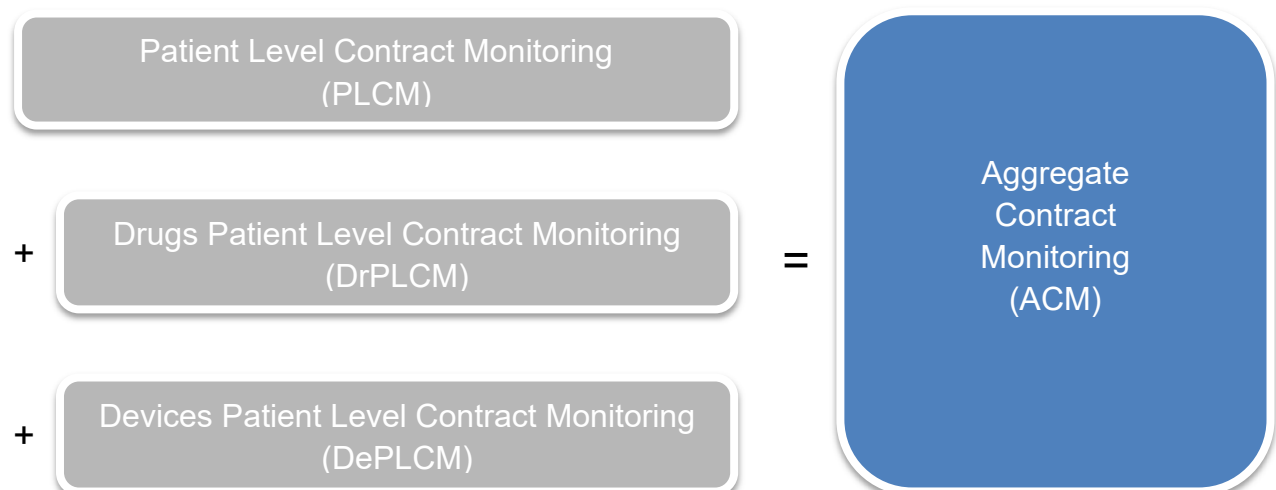 Patient Level Contract Monitoring
(PLCM)
+
Drugs Patient Level Contract Monitoring
(DrPLCM)
+
Devices Patient Level Contract Monitoring
(DePLCM)
=
Aggregate
Contract
Monitoring
(ACM)